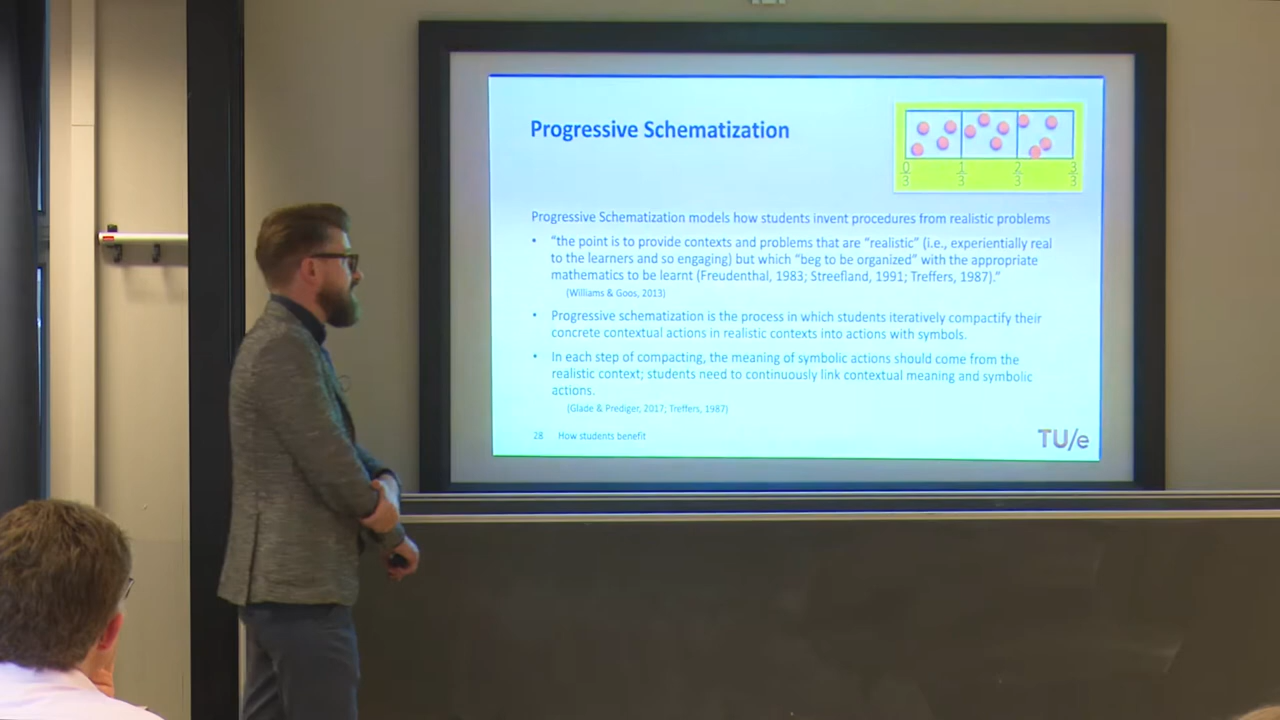 Progressive Schematization
0/3 1/3 2/3 3/3
Progressive Schematization models how students invent procedures from realistic problems
• “the point is to provide contexts and problems that are “realistic” (i.e., experientially real
to the learners and so engaging) but which “beg to be organized” with the appropriate
mathematics to be learnt (Freudenthal, 1983; Streefland, 1991; Treffers, 1987).”
(Williams & Goos, 2013)
• Progressive schematization is the process in which students iteratively compactify their
concrete contextual actions in realistic contexts into actions with symbols.
• In each step of compacting, the meaning of symbolic actions should come from the
realistic context; students need to continuously link contextual meaning and symbolic
actions.
(Glade & Prediger, 2017; Treffers, 1987)
28 How students benefit
TU/e